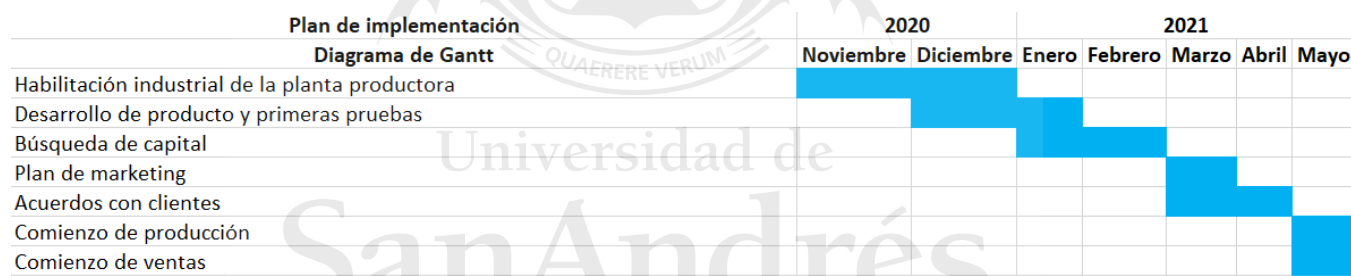 Plan de implementación 2020 2021
Diagrama de Gantt Noviembre Diciembre Enero Febrero Marzo Abril Mayo
Habilitación industrial de la planta productora
Desarrollo de producto y primeras pruebas
Búsqueda de capital
Plan de marketing
Acuerdos con clientes
Comienzo de producción
Comienzo de ventas
QUAERERE VERUM
Universidad de
SanAndrés